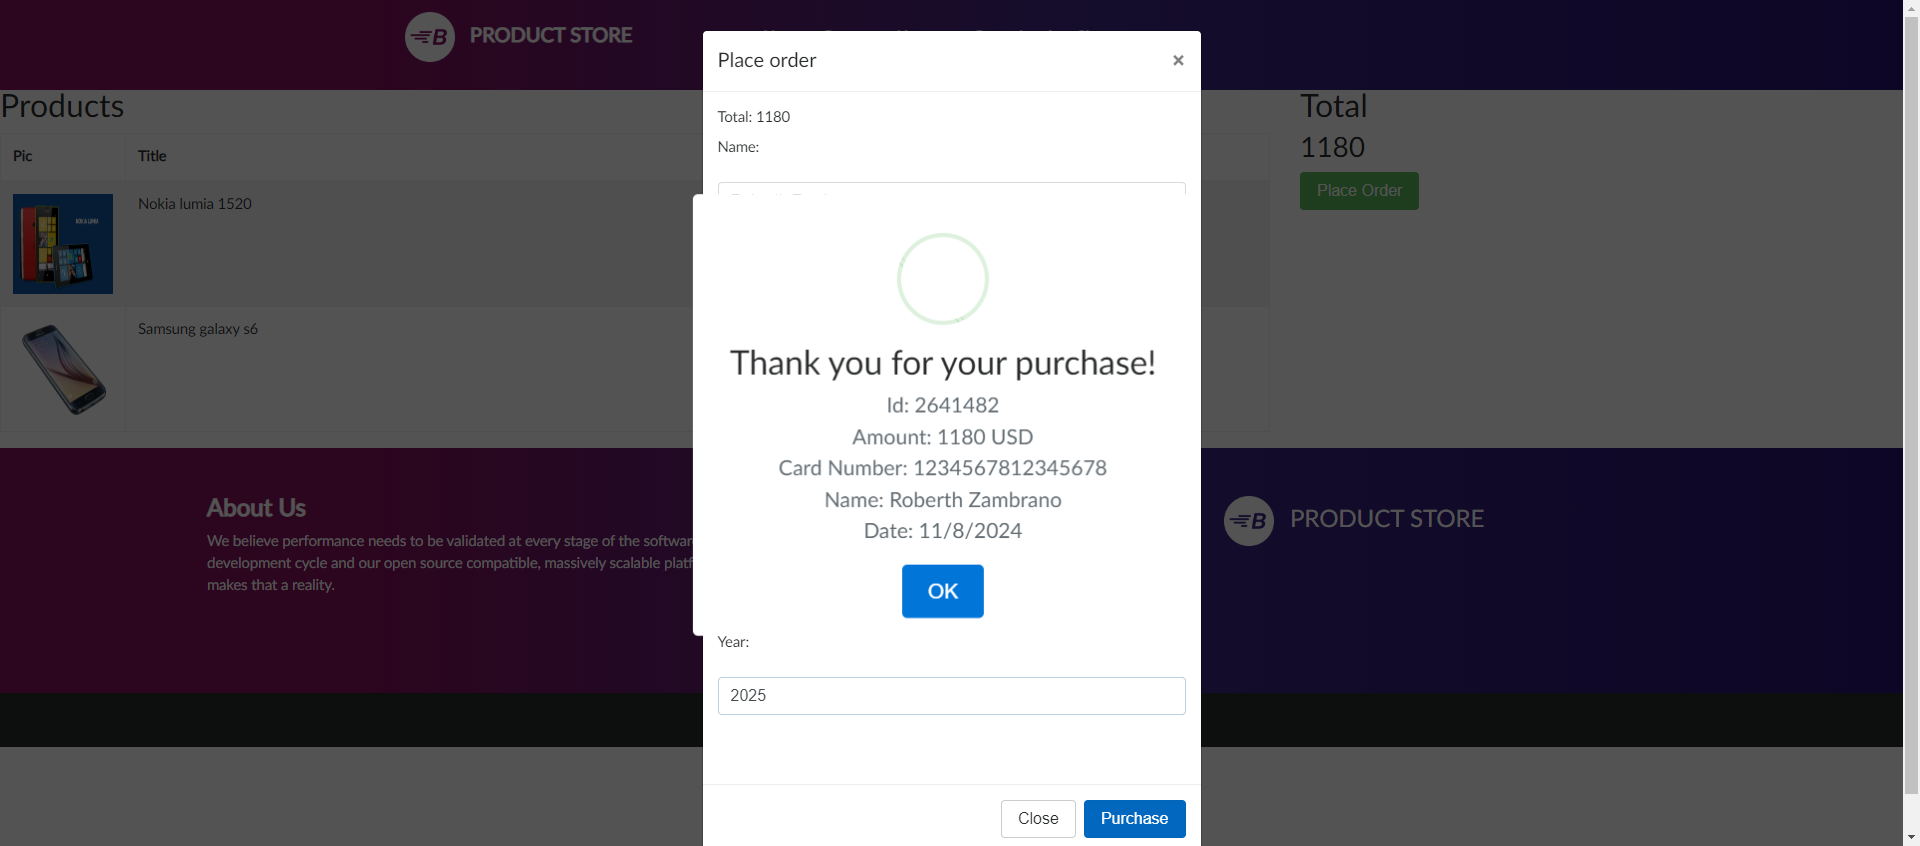 PRODUCT STORE
Place order
×
Products
Total
Total: 1180
1180
Name:
Pic
Title
Place Order
Nokia lumia 1520
NOKIA LUMIA
Samsung galaxy s6
Thank you for your purchase!
Id: 2641482
Amount: 1180 USD
Card Number: 1234567812345678
Name: Roberth Zambrano
Date: 11/8/2024
OK
About Us
We believe performance needs to be validated at every stage of the softwar
development cycle and our open source compatible, massively scalable
makes that a reality.
B PRODUCT STORE
Year:
2025
Close
Purchase